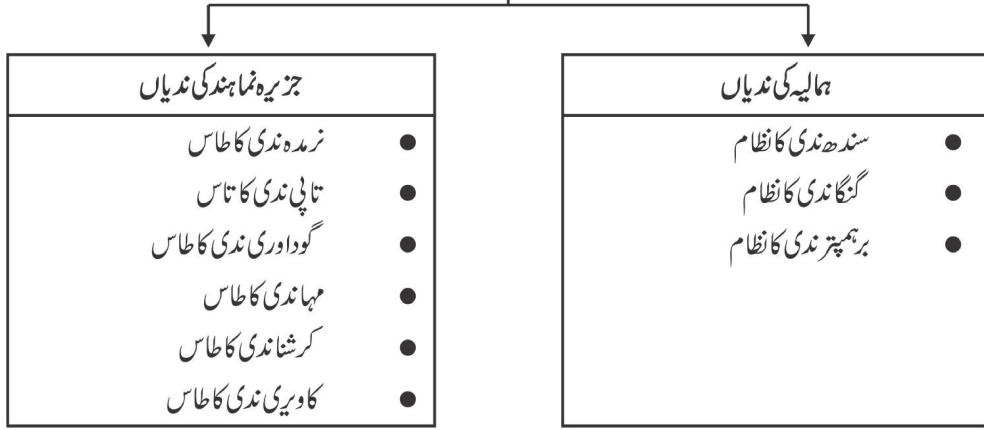 ہمالیہ کی ندیاں
سندھ ندی کا نظام
گنگا ندی کا نظام
برہمپتر ندی کا نظام
جزیرہ نما ہند کی ندیاں
نرمدہ ندی کا طاس
تاپی ندی کا تاس
گوداوری ندی کا طاس
مہاندی کا طاس
کرشنا ندی کا طاس
کاویری ندی کا طاس